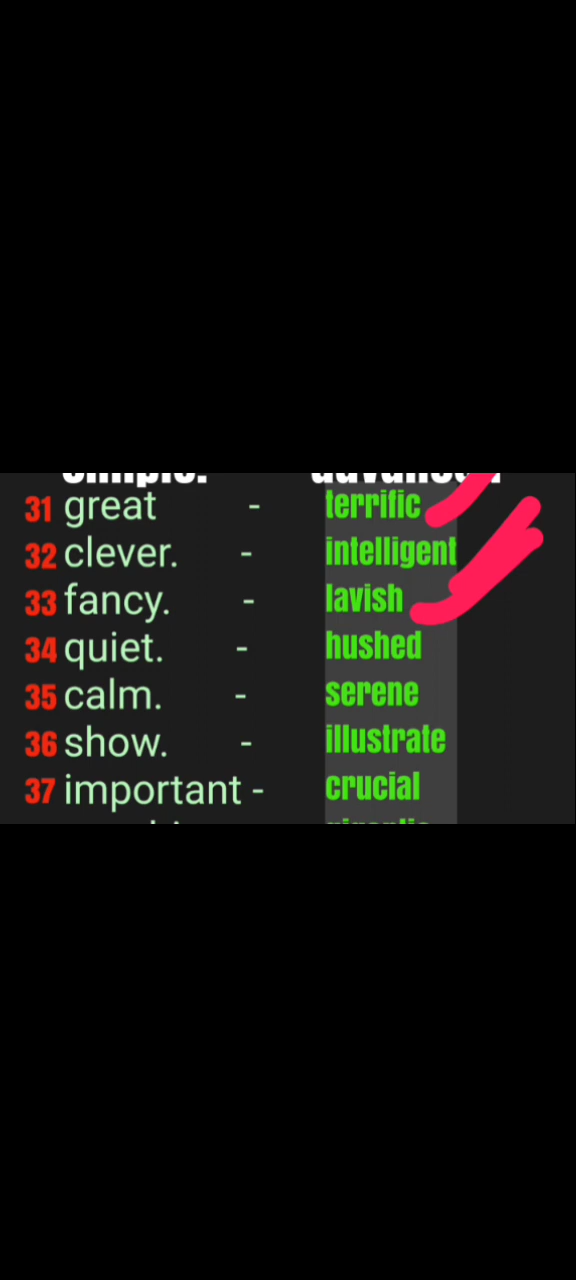 31 great - terrific
32 clever. - intelligent
33 fancy. - lavish
34 quiet. - hushed
35 calm. - serene
36 show. - illustrate
37 important - crucial